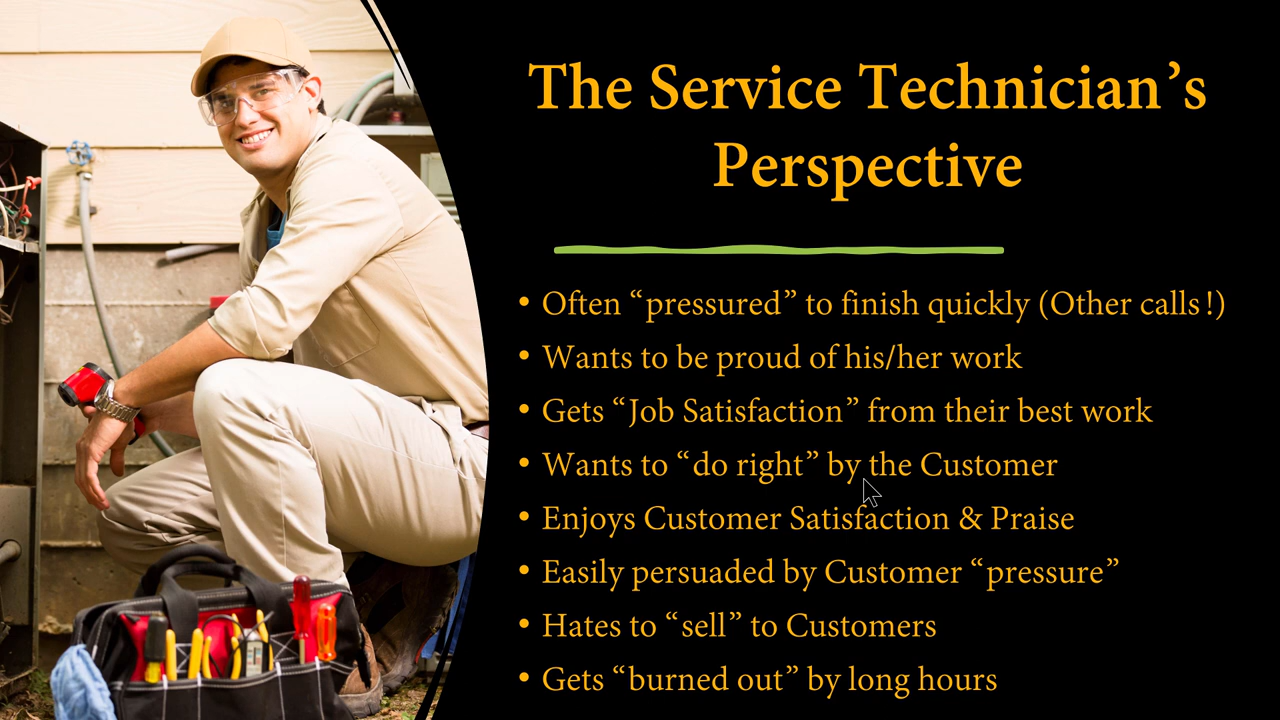 The Service Technician’s
Perspective
• Often “pressured” to finish quickly (Other calls !)
• Wants to be proud of his/her work
• Gets “Job Satisfaction” from their best work
• Wants to “do right” by the Customer
• Enjoys Customer Satisfaction & Praise
• Easily persuaded by Customer “pressure”
• Hates to “sell” to Customers
• Gets “burned out” by long hours